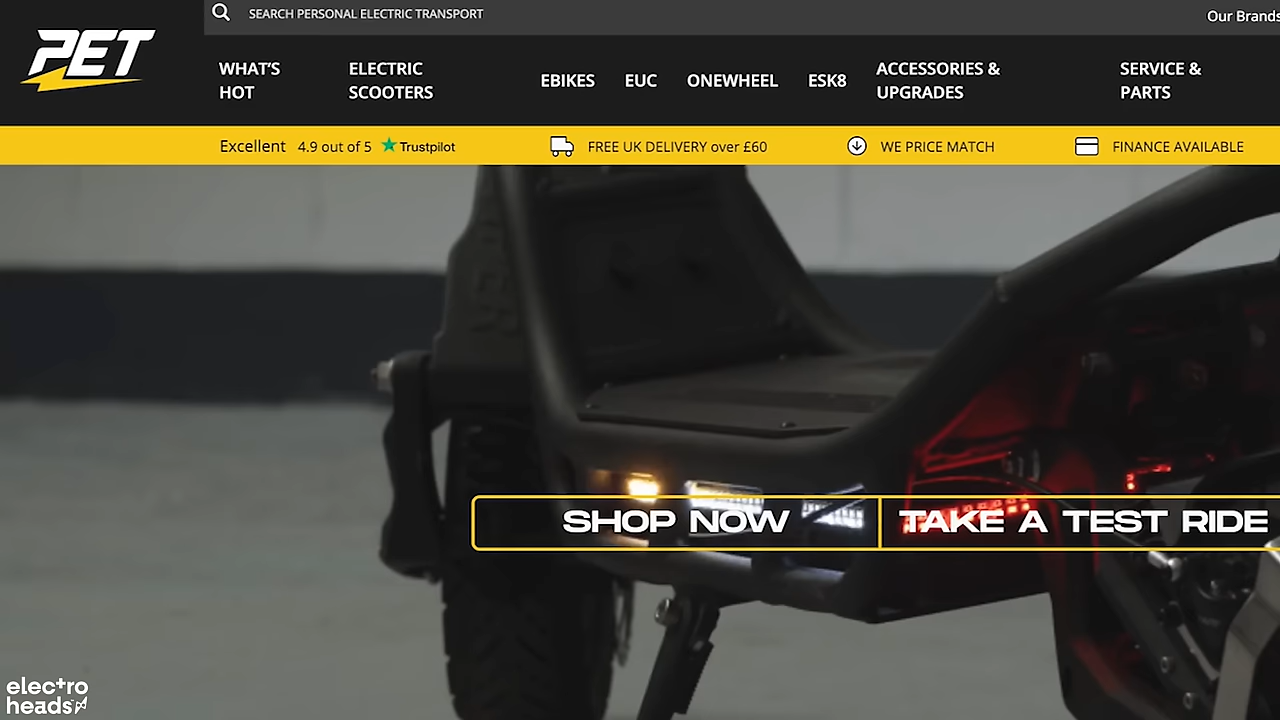 SEARCH PERSONAL ELECTRIC TRANSPORT
Our Brands
PET
WHAT'S HOT
ELECTRIC SCOOTERS
EBIKES
EUC
ONEWHEEL
ESK8
ACCESSORIES & UPGRADES
SERVICE & PARTS
Excellent 4.9 out of 5 Trustpilot
FREE UK DELIVERY over £60
WE PRICE MATCH
FINANCE AVAILABLE
SHOP NOW
TAKE A TEST RIDE
electro
heads